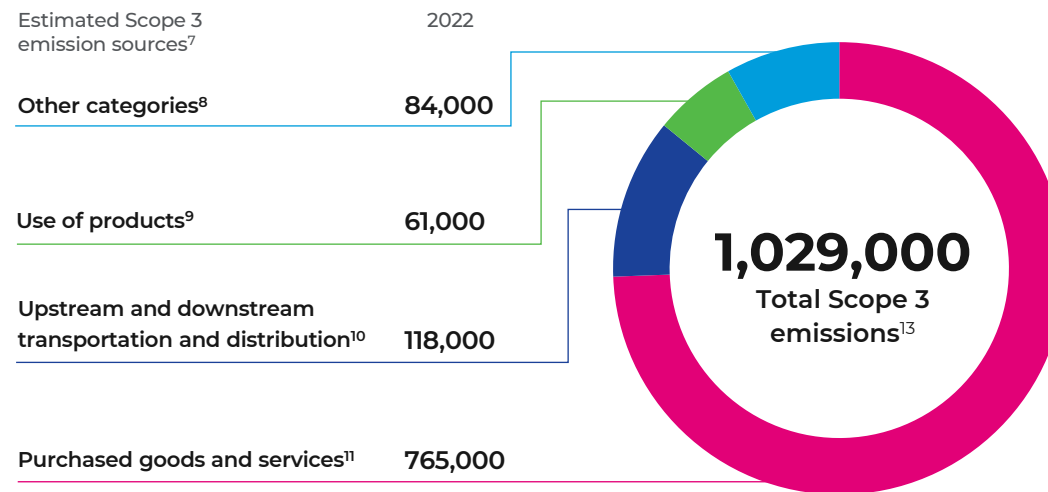 Estimated Scope 3
emission sources⁷
2022
Other categories⁸
84,000
Use of products⁹
61,000
Upstream and downstream
transportation and distribution¹⁰
118,000
Purchased goods and services¹¹
765,000
1,029,000
Total Scope 3
emissions¹³